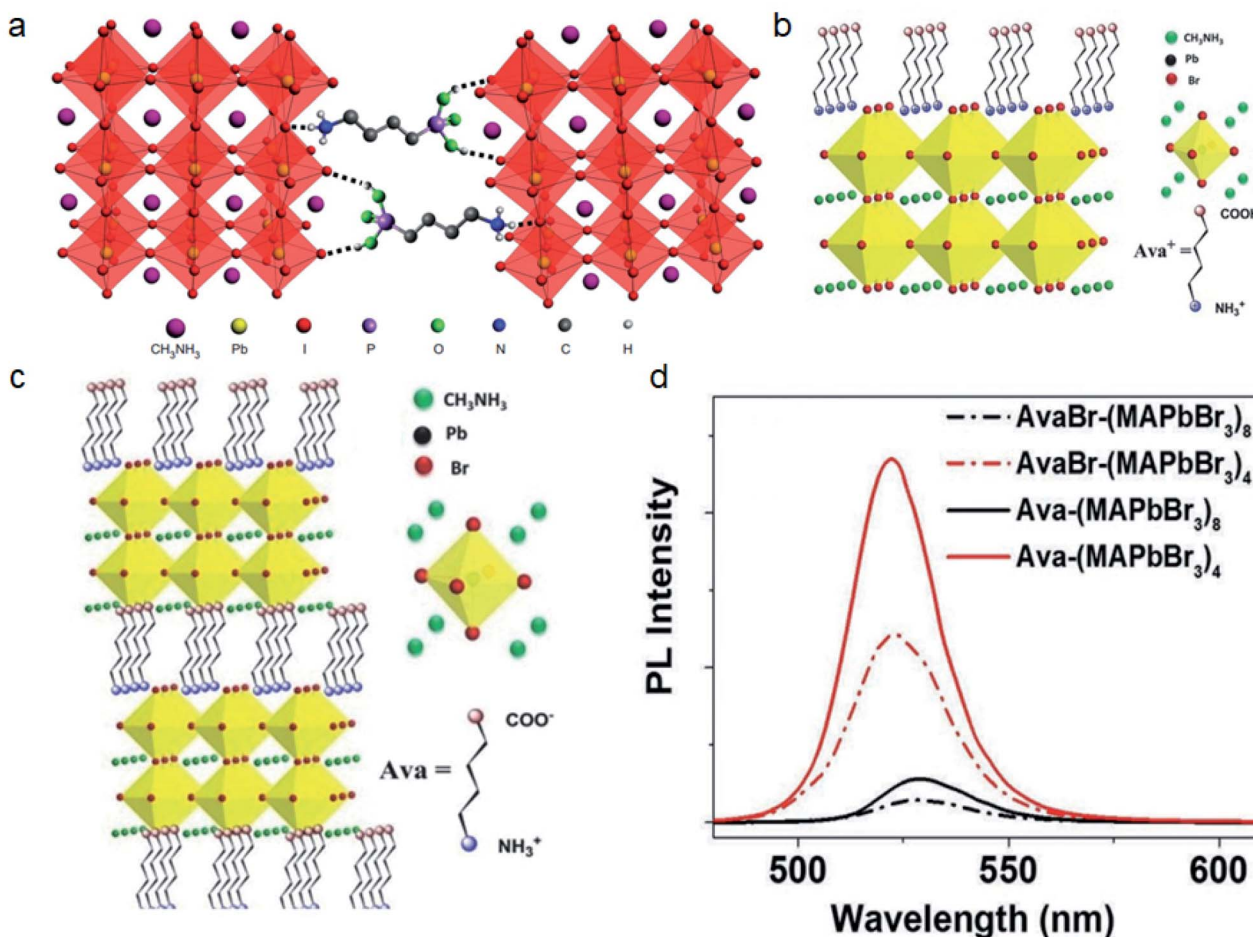 a
CH₃NH₃ Pb I P O N C H
b
CH₃NH₃
Pb
Br
COOH
Ava⁺ =
NH₃⁺
c
CH₃NH₃
Pb
Br
COO⁻
Ava =
NH₃⁺
d
AvaBr-(MAPbBr₃)₈
AvaBr-(MAPbBr₃)₄
Ava-(MAPbBr₃)₈
Ava-(MAPbBr₃)₄
PL Intensity
500 550 600
Wavelength (nm)